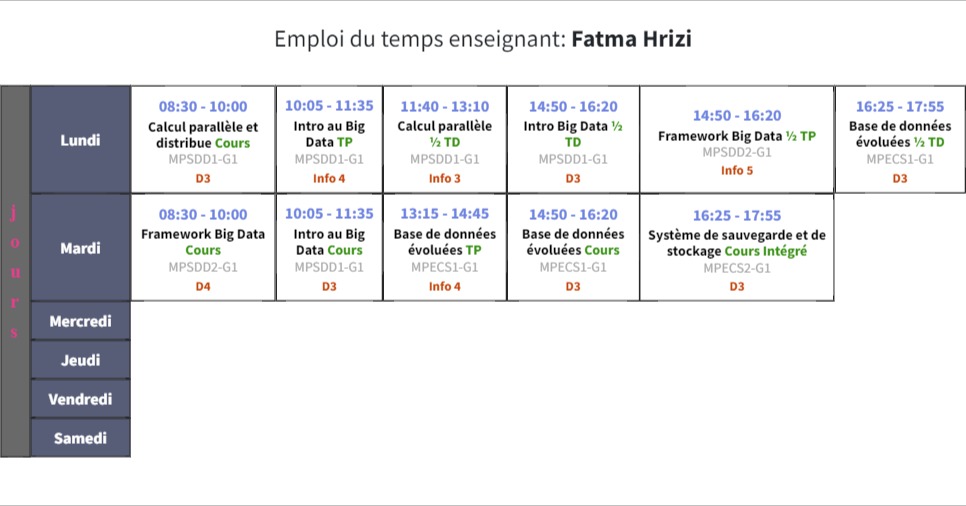 Emploi du temps enseignant: Fatma Hrizi
jours
Lundi
08:30 - 10:00
Calcul parallèle et
distribue Cours
MPSDD1-G1
D3
10:05 - 11:35
Intro au Big
Data TP
MPSDD1-G1
Info 4
11:40 - 13:10
Calcul parallèle
½ TD
MPSDD1-G1
Info 3
14:50 - 16:20
Intro Big Data ½
TD
MPSDD1-G1
D3
14:50 - 16:20
Framework Big Data ½ TP
MPSDD2-G1
Info 5
16:25 - 17:55
Base de données
évoluées ½ TD
MPECS1-G1
D3
Mardi
08:30 - 10:00
Framework Big Data
Cours
MPSDD2-G1
D4
10:05 - 11:35
Intro au Big
Data Cours
MPSDD1-G1
D3
13:15 - 14:45
Base de données
évoluées TP
MPECS1-G1
Info 4
14:50 - 16:20
Base de données
évoluées Cours
MPECS1-G1
D3
16:25 - 17:55
Système de sauvegarde et de
stockage Cours Intégré
MPECS2-G1
D3
Mercredi
Jeudi
Vendredi
Samedi